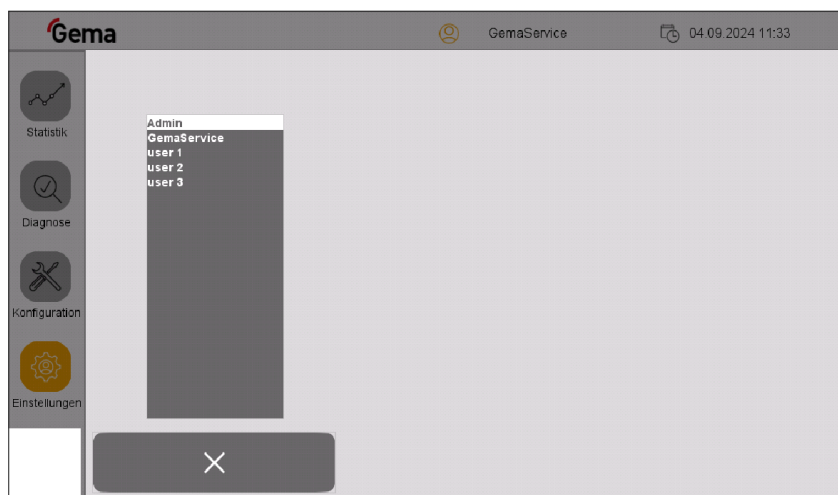 Gema
GemaService
04.09.2024 11:33
Statistik
Diagnose
Konfiguration
Einstellungen
Admin
GemaService
user 1
user 2
user 3